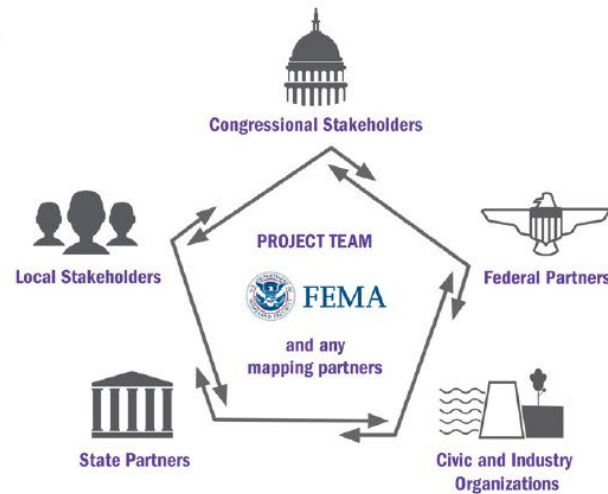 Congressional Stakeholders
PROJECT TEAM
Local Stakeholders
Federal Partners
FEMA
and any
mapping partners
State Partners
Civic and Industry
Organizations